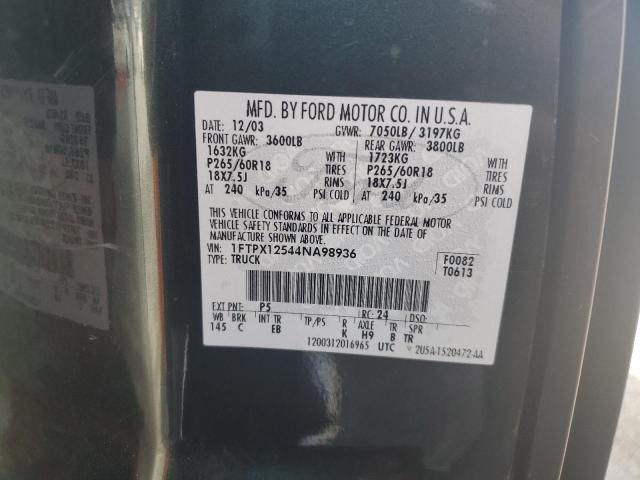 MFD. BY FORD MOTOR CO. IN U.S.A.
DATE: 12/03 GVWR: 7050LB/ 3197KG
FRONT GAWR: 3600LB REAR GAWR: 3800LB
1632KG WITH 1723KG WITH
P265/60R18 TIRES P265/60R18 TIRES
18X7.5J RIMS 18X7.5J RIMS
AT 240 kPa/35 PSI COLD AT 240 kPa/35 PSI COLD
THIS VEHICLE CONFORMS TO ALL APPLICABLE FEDERAL MOTOR
VEHICLE SAFETY STANDARDS IN EFFECT ON THE DATE OF
MANUFACTURE SHOWN ABOVE.
VIN: 1FTPX12544NA98936 F0082
TYPE: TRUCK T0613
EXT PNT: P5 RC: 24 DSO:
WB BRK INT TR TP/PS R AXLE TR SPR
145 C EB K H9 B TR
1200312016965 UTC 2U5A-1520472-AA